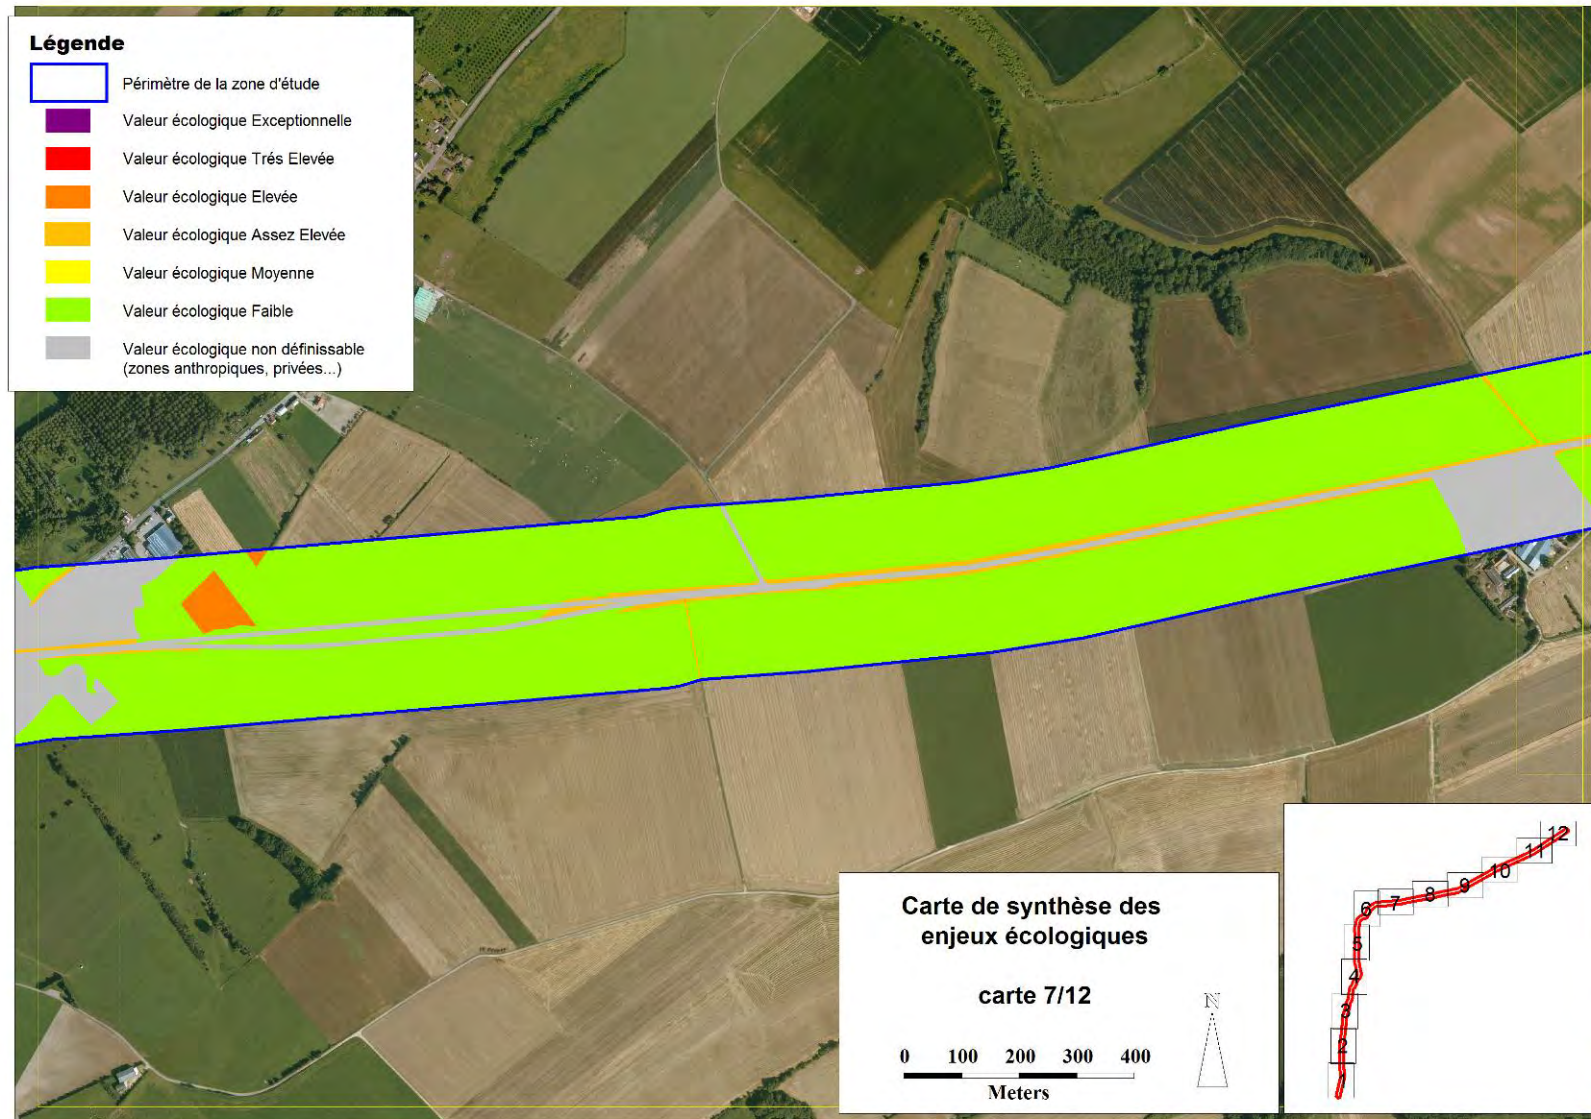 Légende
Périmètre de la zone d'étude
Valeur écologique Exceptionnelle
Valeur écologique Trés Elevée
Valeur écologique Elevée
Valeur écologique Assez Elevée
Valeur écologique Moyenne
Valeur écologique Faible
Valeur écologique non définissable
(zones anthropiques, privées...)
Carte de synthèse des
enjeux écologiques
carte 7/12
N
0 100 200 300 400
Meters
12
11
10
9
8
7
6
5
4
3
2
1